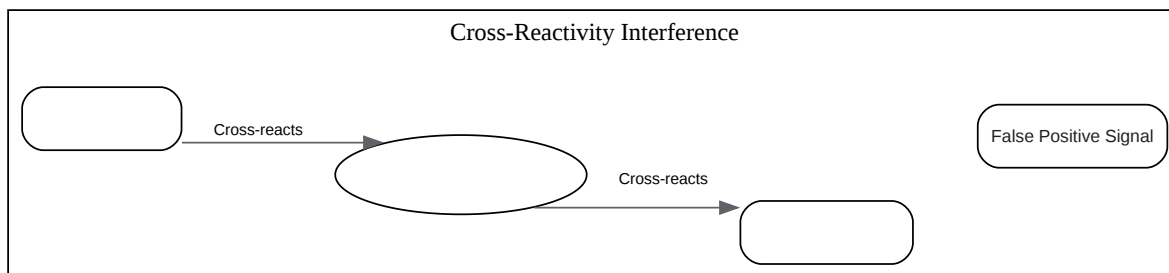 Cross-Reactivity Interference
Cross-reacts
False Positive Signal
Cross-reacts